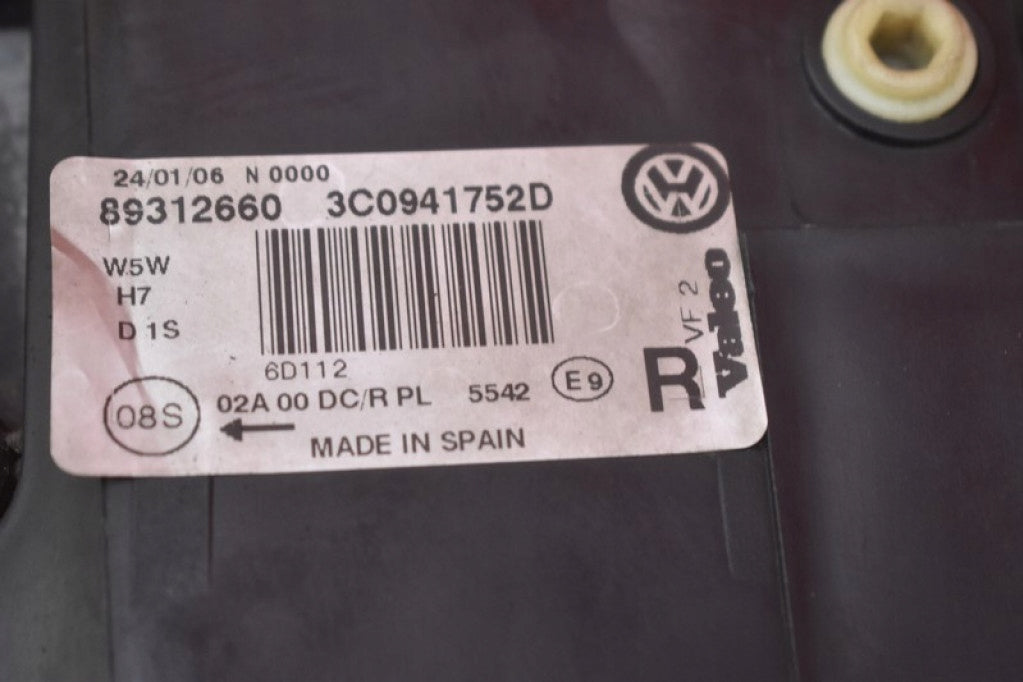 24/01/06 N 0000
89312660 3C0941752D
W5W
H7
D1S
6D112
08S
02A 00 DC/R PL 5542 E9
MADE IN SPAIN
R
VF 2
Valeo